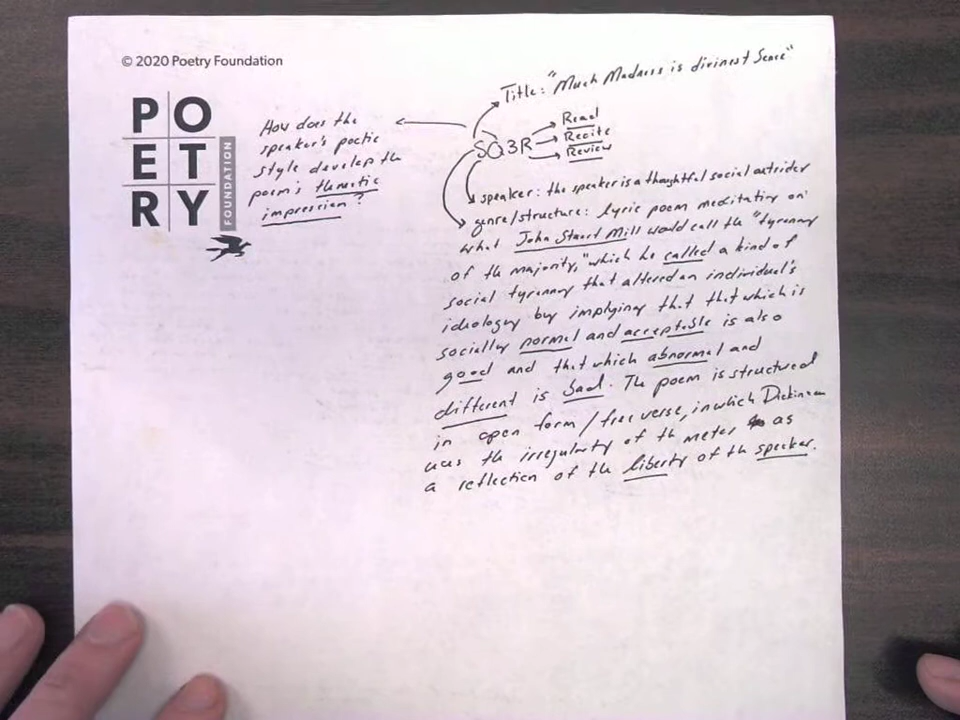 © 2020 Poetry Foundation
PO
ET
RY
FOUNDATION
How does the
speaker's poetic
style develop the
poem's thematic
impression?
Title: "Much Madness is divinest Sense"
SQ3R
Read
Recite
Review
speaker: the speaker is a thoughtful social outsider
genre/structure: lyric poem meditating on
what John Stuart Mill would call the "tyranny
of the majority," which he called a kind of
social tyranny that altered an individual's
ideology by implying that that which is
socially normal and acceptable is also
good and that which abnormal and
different is bad. The poem is structured
in open form/free verse, in which Dickinson
uses the irregularity of the meter as
a reflection of the liberty of the speaker.